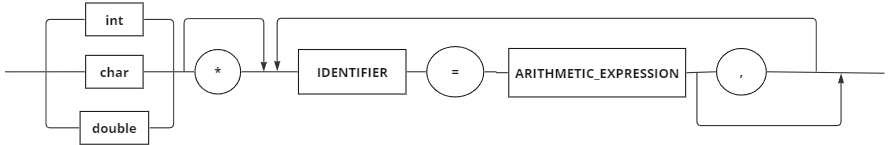 int
char * IDENTIFIER = ARITHMETIC_EXPRESSION ,
double